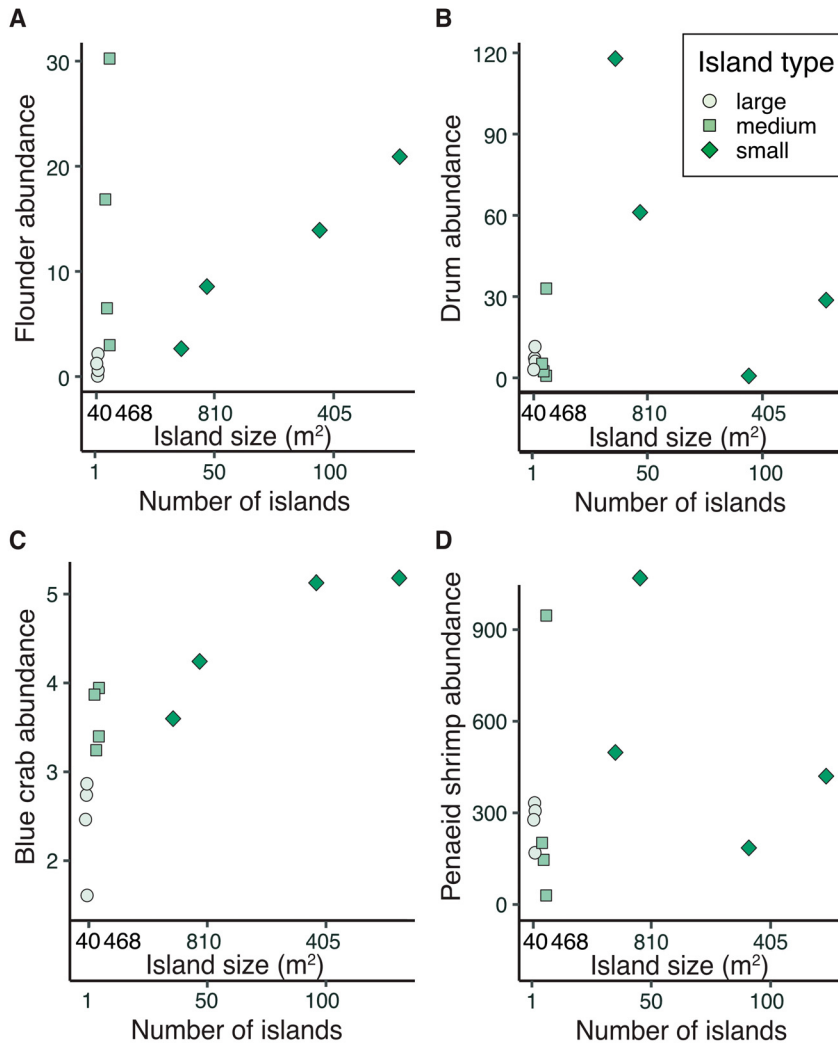 A
Flounder abundance
30
20
10
0
40 468 810 405
Island size (m²)
1 50 100
Number of islands
B
Drum abundance
120
90
60
30
0
40 468 810 405
Island size (m²)
1 50 100
Number of islands
Island type
large
medium
small
C
Blue crab abundance
5
4
3
2
40 468 810 405
Island size (m²)
1 50 100
Number of islands
D
Penaeid shrimp abundance
900
600
300
0
40 468 810 405
Island size (m²)
1 50 100
Number of islands